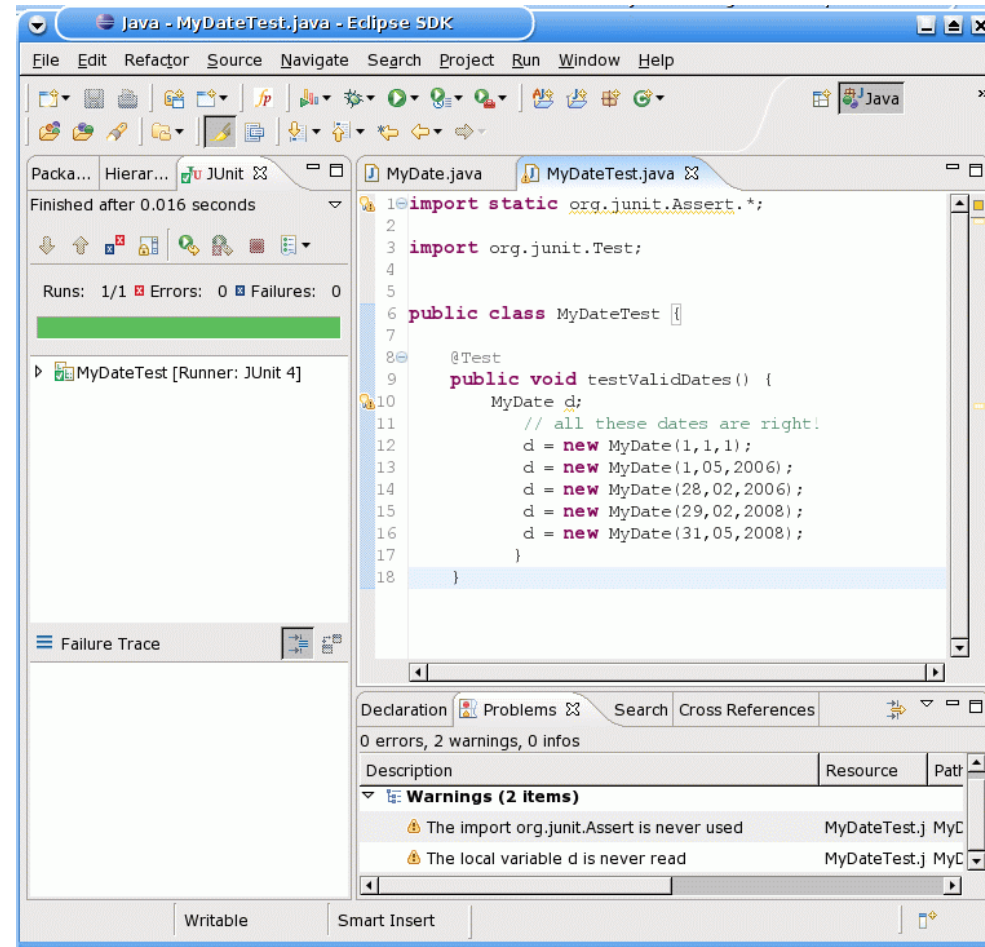 Java - MyDateTest.java - Eclipse SDK
File Edit Refactor Source Navigate Search Project Run Window Help
Java
Packa... Hierar... JUnit
Finished after 0.016 seconds
Runs: 1/1 Errors: 0 Failures: 0
MyDateTest [Runner: JUnit 4]
Failure Trace
MyDate.java MyDateTest.java
1 import static org.junit.Assert.*;
2
3 import org.junit.Test;
4
5
6 public class MyDateTest {
7
8 @Test
9 public void testValidDates() {
10 MyDate d;
11 // all these dates are right!
12 d = new MyDate(1,1,1);
13 d = new MyDate(1,05,2006);
14 d = new MyDate(28,02,2006);
15 d = new MyDate(29,02,2008);
16 d = new MyDate(31,05,2008);
17 }
18 }
Declaration Problems Search Cross References
0 errors, 2 warnings, 0 infos
Description Resource Path
Warnings (2 items)
The import org.junit.Assert is never used MyDateTest.j MyD
The local variable d is never read MyDateTest.j MyD
Writable Smart Insert